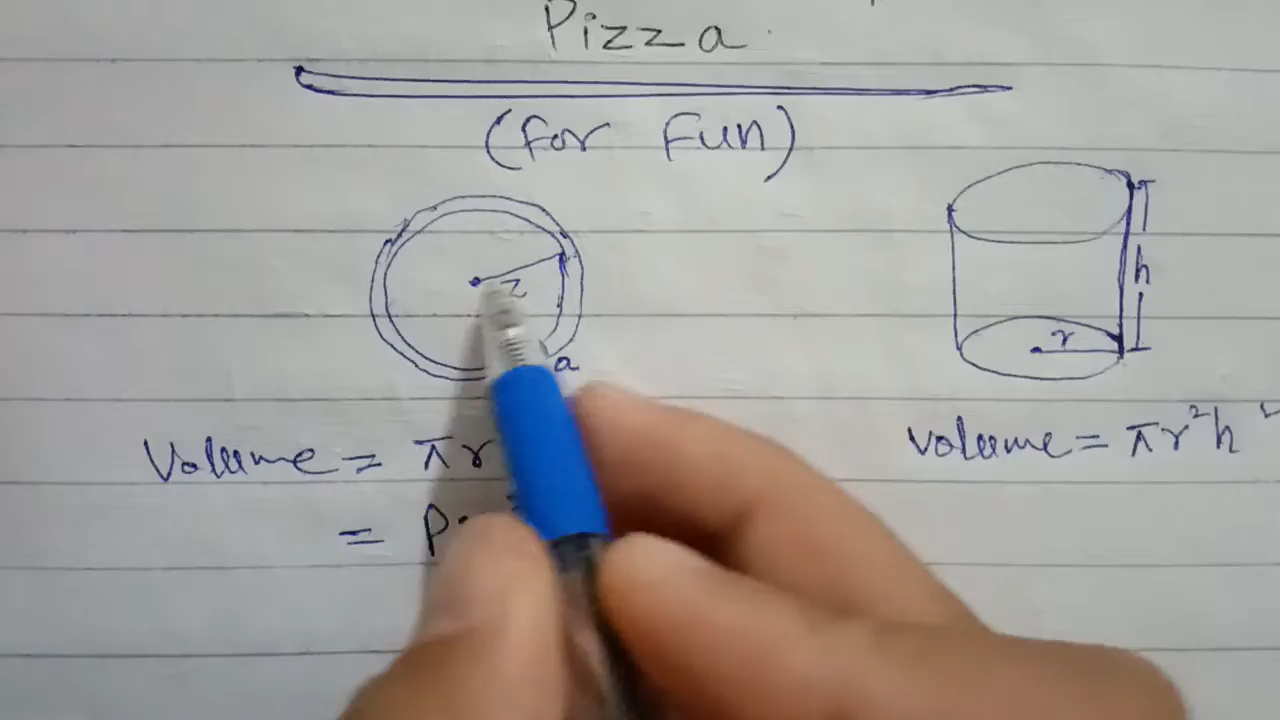 Pizza
(For Fun)
z
a
h
r
Volume = πr
Volume = πr²h
= P.